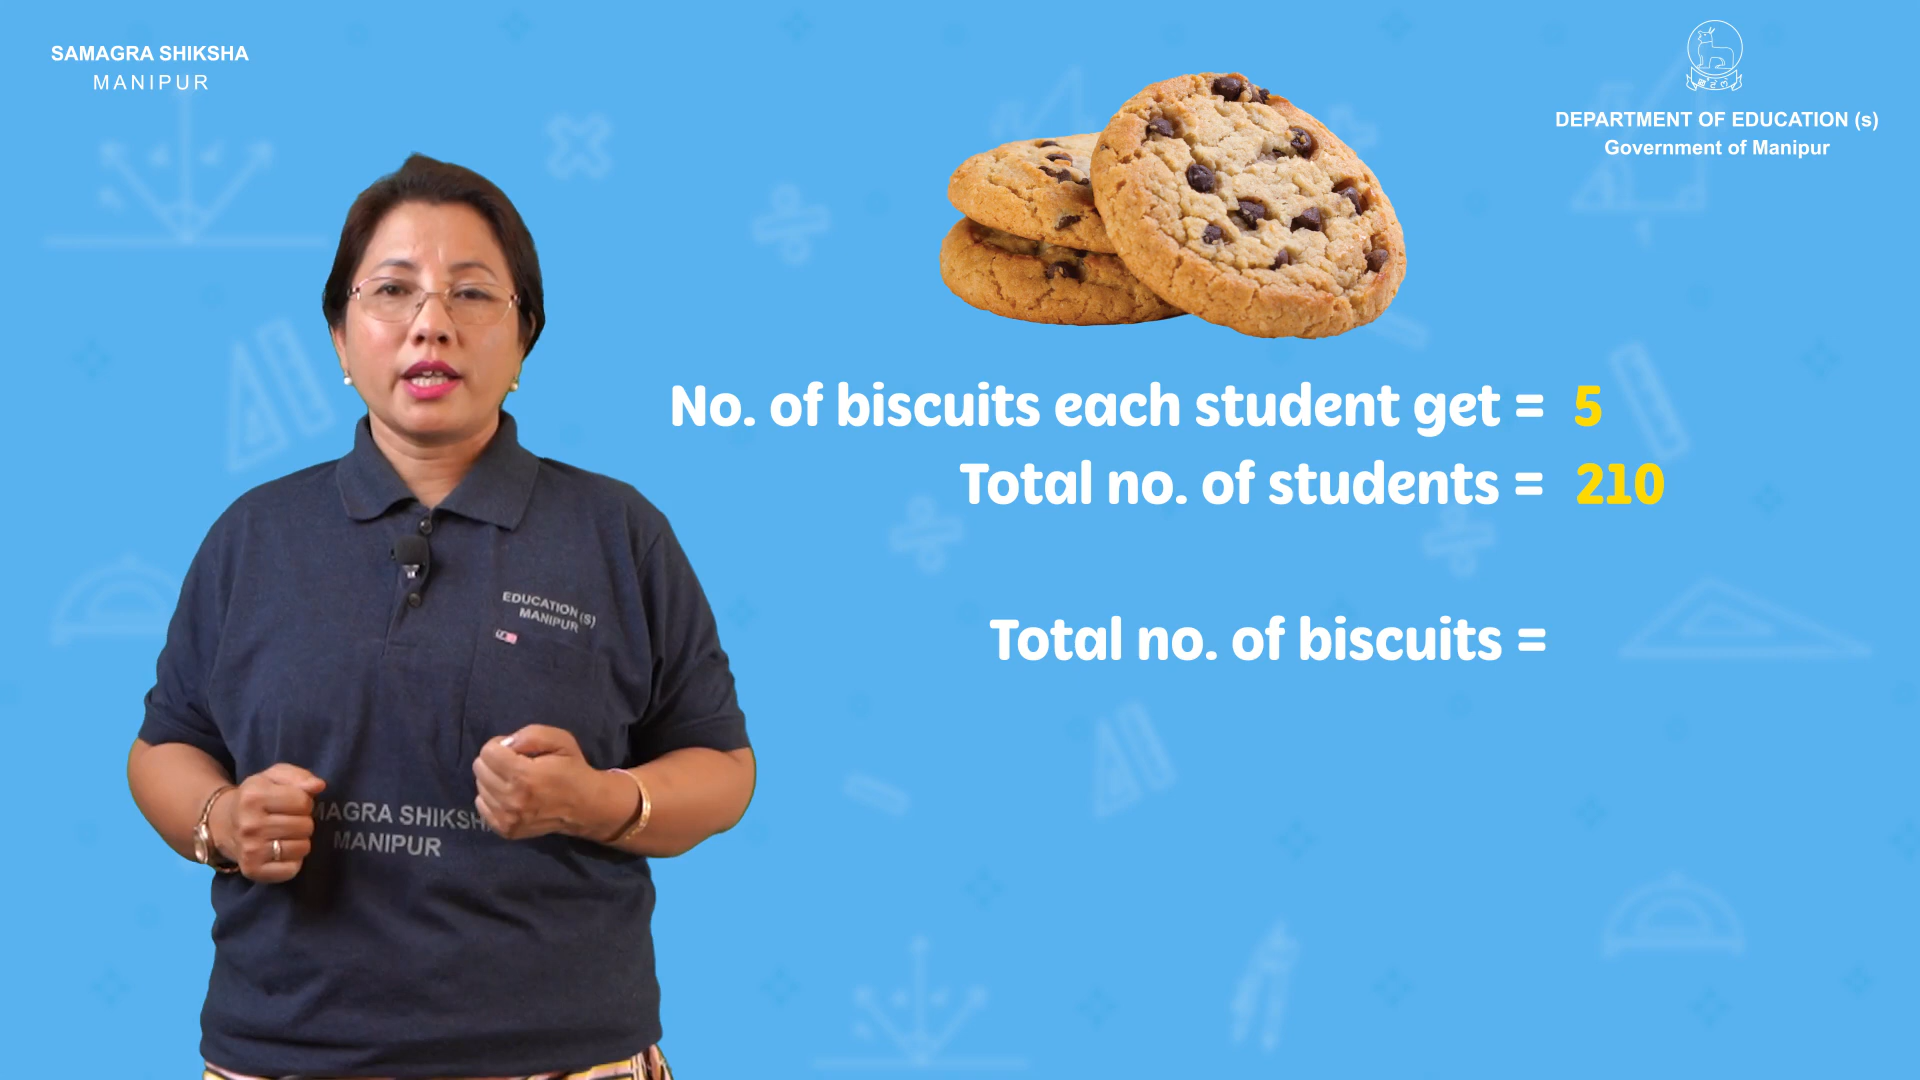 SAMAGRA SHIKSHA
MANIPUR
DEPARTMENT OF EDUCATION (s)
Government of Manipur
No. of biscuits each student get = 5
Total no. of students = 210
Total no. of biscuits =
EDUCATION (S)
MANIPUR
MAGRA SHIKSH
MANIPUR